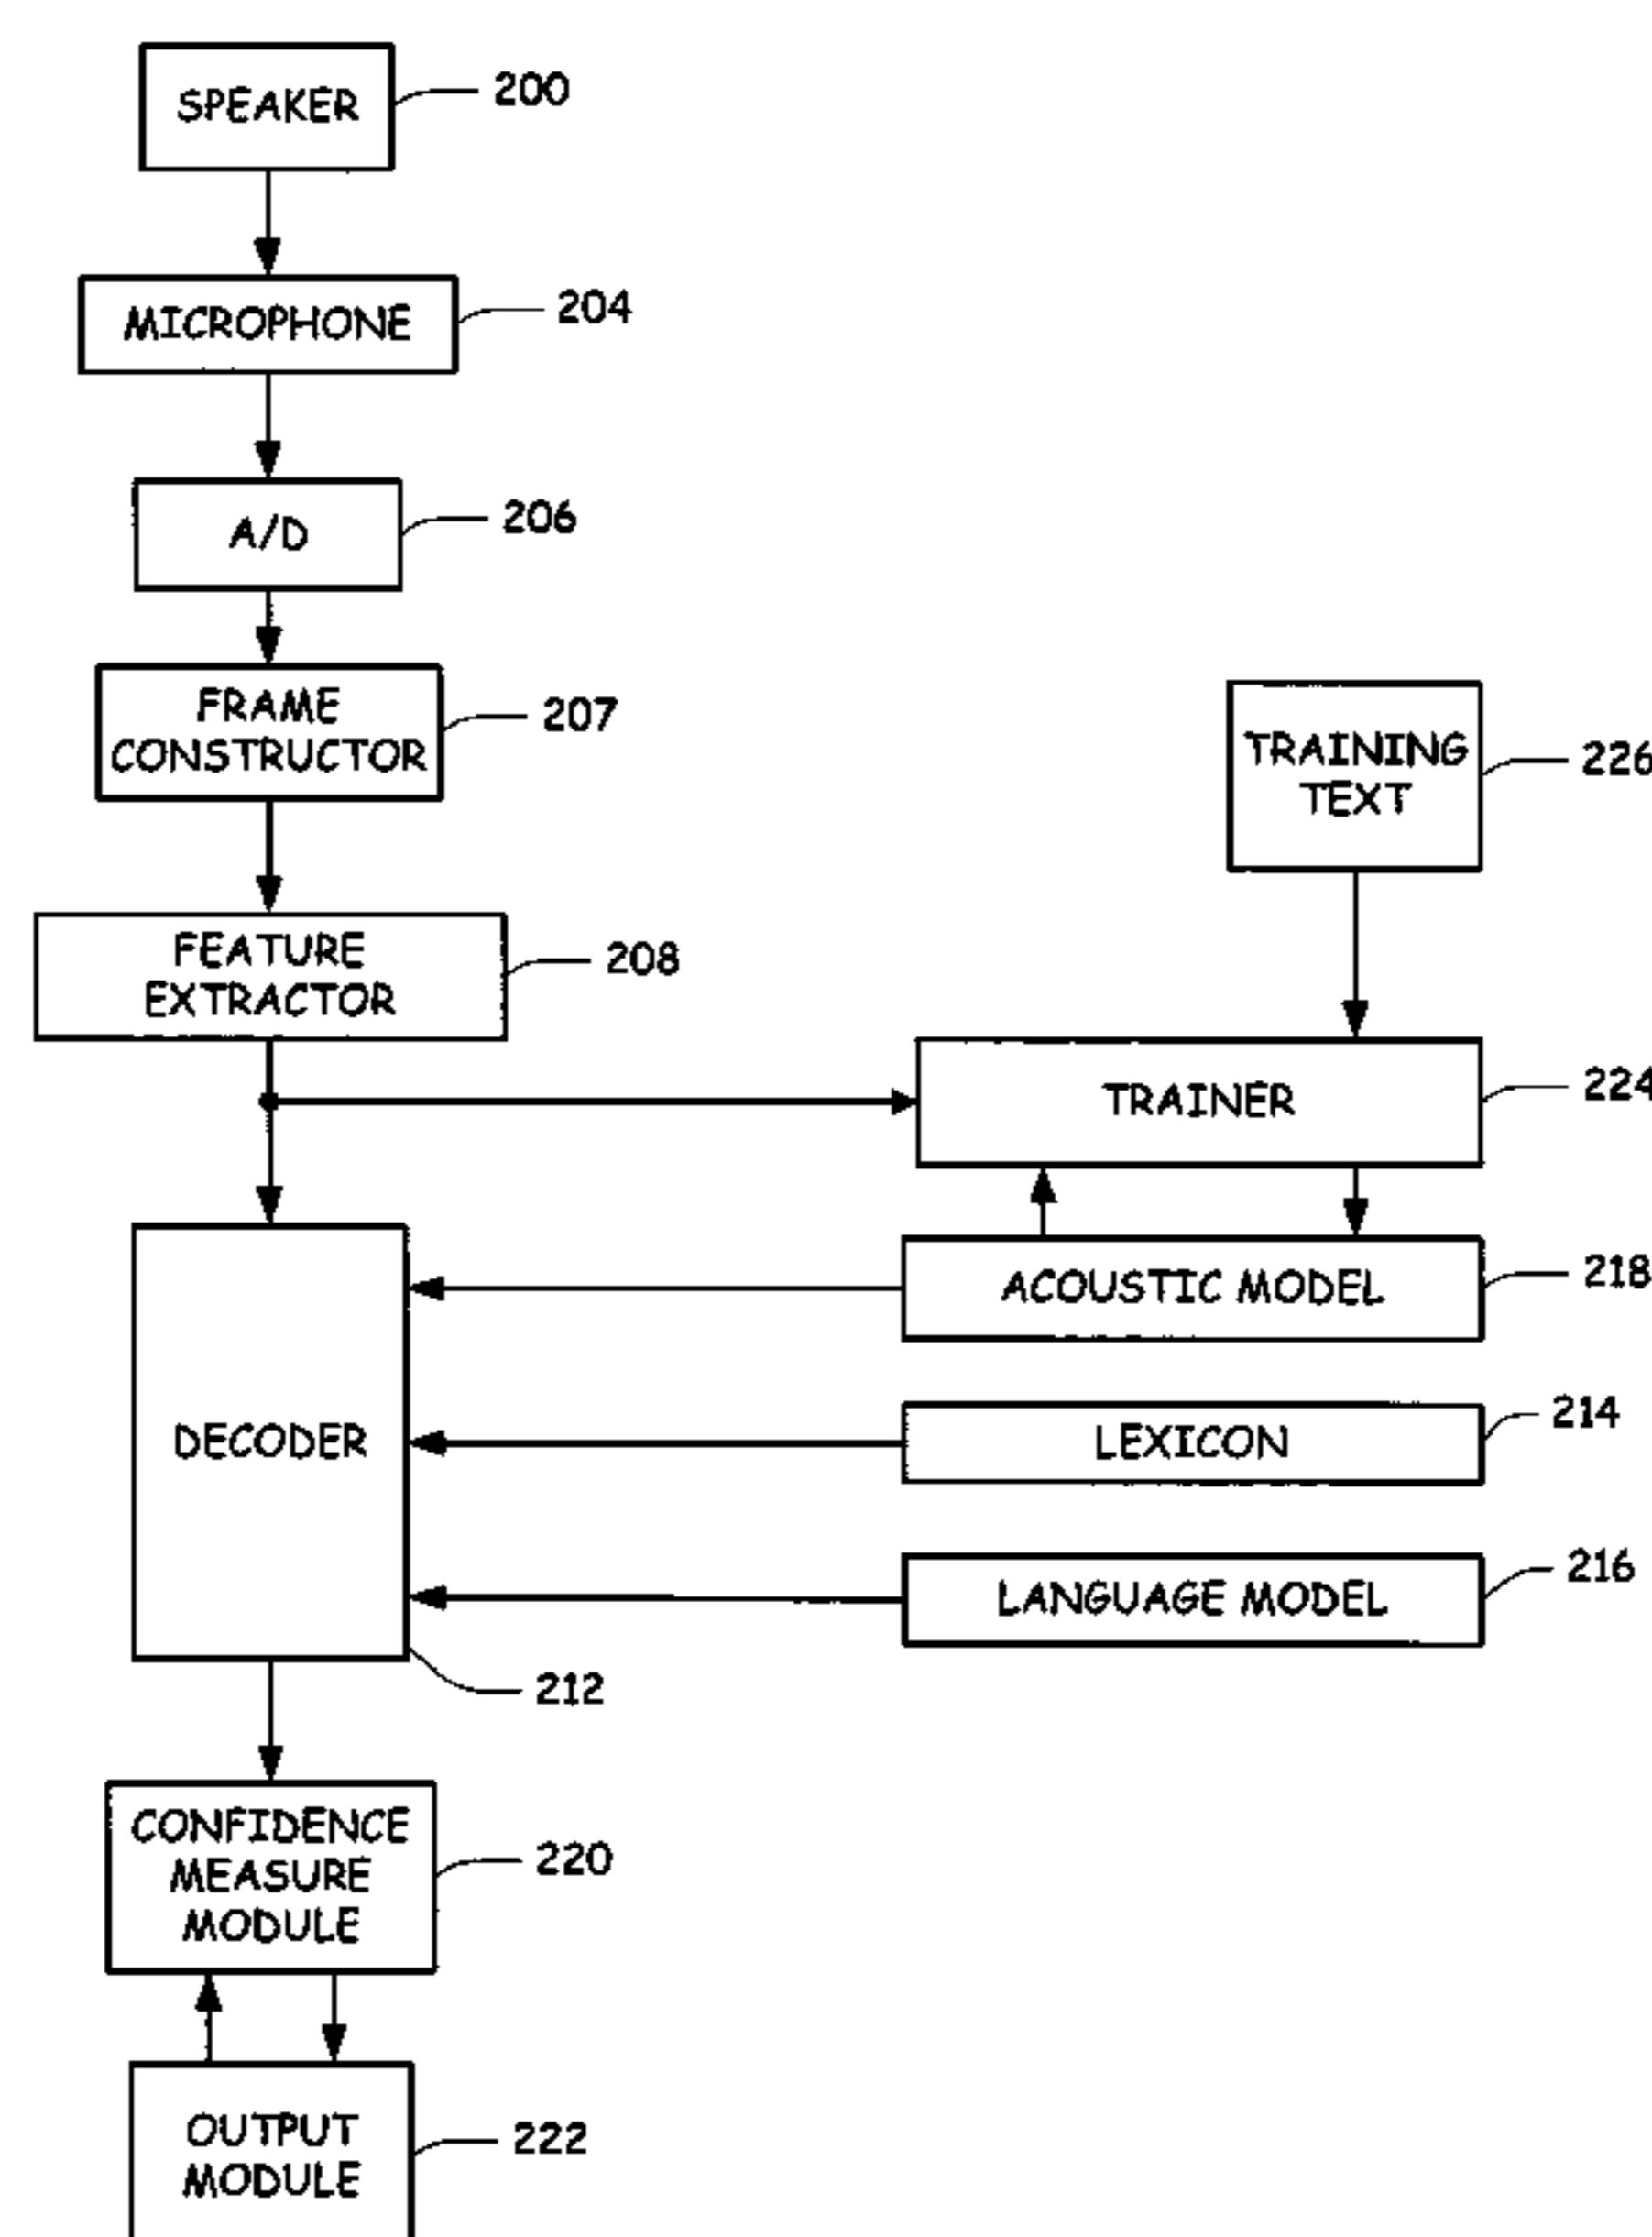 SPEAKER
200
MICROPHONE
204
A/D
206
FRAME
CONSTRUCTOR
207
TRAINING
TEXT
226
FEATURE
EXTRACTOR
208
TRAINER
224
ACOUSTIC MODEL
218
DECODER
LEXICON
214
LANGUAGE MODEL
216
212
CONFIDENCE
MEASURE
MODULE
220
OUTPUT
MODULE
222